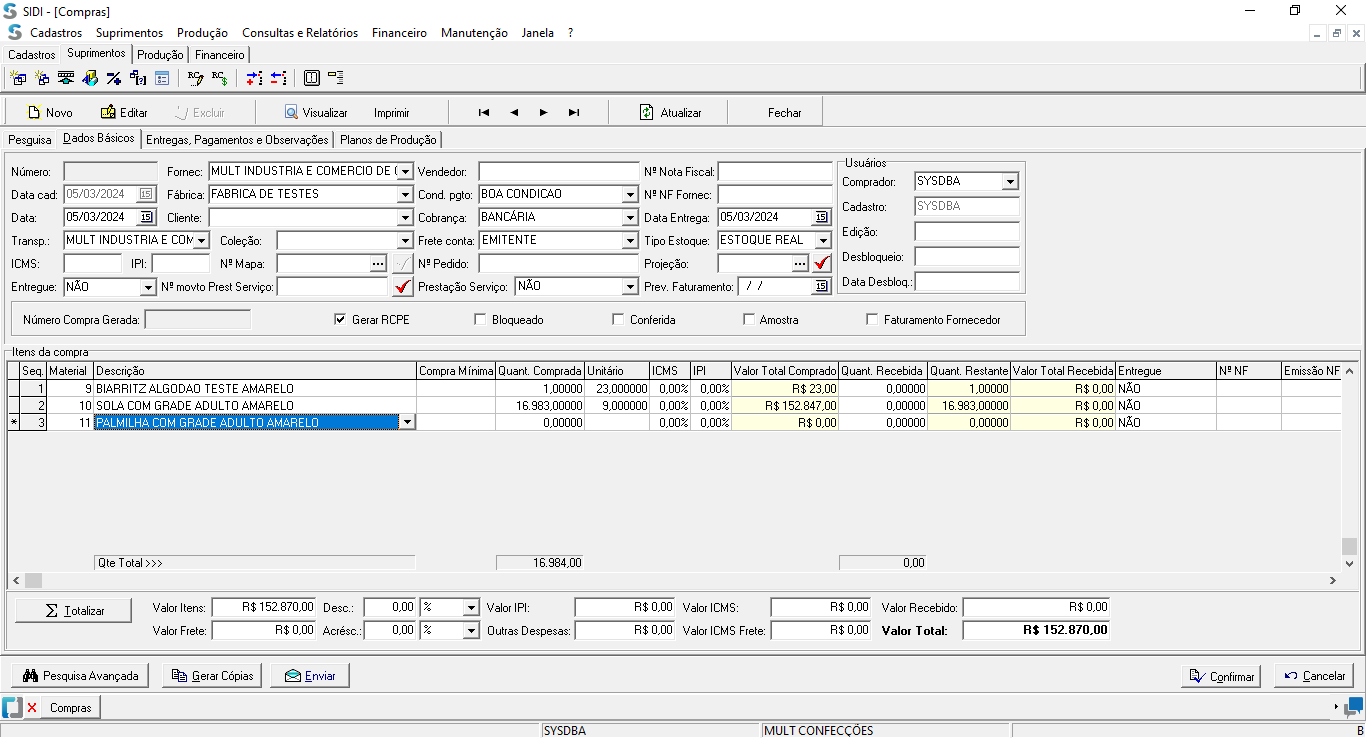 SIDI - [Compras]
Cadastros Suprimentos Produção Consultas e Relatórios Financeiro Manutenção Janela ?
Cadastros Suprimentos Produção Financeiro
Novo Editar Excluir Visualizar Imprimir Atualizar Fechar
Pesquisa Dados Básicos Entregas, Pagamentos e Observações Planos de Produção
Usuários
Número: Fornec: MULT INDUSTRIA E COMERCIO DE ( Vendedor: Nº Nota Fiscal:
Comprador: SYSDBA
Data cad: 05/03/2024 15 Fábrica: FABRICA DE TESTES Cond. pgto: BOA CONDICAO Nº NF Fornec:
Cadastro: SYSDBA
Data: 05/03/2024 15 Cliente: Cobrança: BANCÁRIA Data Entrega: 05/03/2024 15
Edição:
Transp.: MULT INDUSTRIA E COM Coleção: Frete conta: EMITENTE Tipo Estoque: ESTOQUE REAL
Desbloqueio:
ICMS: IPI: Nº Mapa: ... Nº Pedido: Projeção: ...
Data Desbloq.:
Entregue: NÃO Nº movto Prest Serviço: Prestação Serviço: NÃO Prev. Faturamento: / / 15
Número Compra Gerada: Gerar RCPE Bloqueado Conferida Amostra Faturamento Fornecedor
Itens da compra
Seq. Material Descrição Compra Mínima Quant. Comprada Unitário ICMS IPI Valor Total Comprado Quant. Recebida Quant. Restante Valor Total Recebida Entregue Nº NF Emissão NF
1 9 BIARRITZ ALGODAO TESTE AMARELO 1,00000 23,000000 0,00% 0,00% R$ 23,00 0,00000 1,00000 R$ 0,00 NÃO
2 10 SOLA COM GRADE ADULTO AMARELO 16.983,00000 9,000000 0,00% 0,00% R$ 152.847,00 0,00000 16.983,00000 R$ 0,00 NÃO
* 3 11 PALMILHA COM GRADE ADULTO AMARELO 0,00000 0,00% 0,00% R$ 0,00 0,00000 0,00000 R$ 0,00 NÃO
Qte Total >>> 16.984,00 0,00
Σ Totalizar Valor Itens: R$ 152.870,00 Desc.: 0,00 % Valor IPI: R$ 0,00 Valor ICMS: R$ 0,00 Valor Recebido: R$ 0,00
Valor Frete: R$ 0,00 Acrésc.: 0,00 % Outras Despesas: R$ 0,00 Valor ICMS Frete: R$ 0,00 Valor Total: R$ 152.870,00
Pesquisa Avançada Gerar Cópias Enviar Confirmar Cancelar
Compras
SYSDBA MULT CONFECÇÕES B